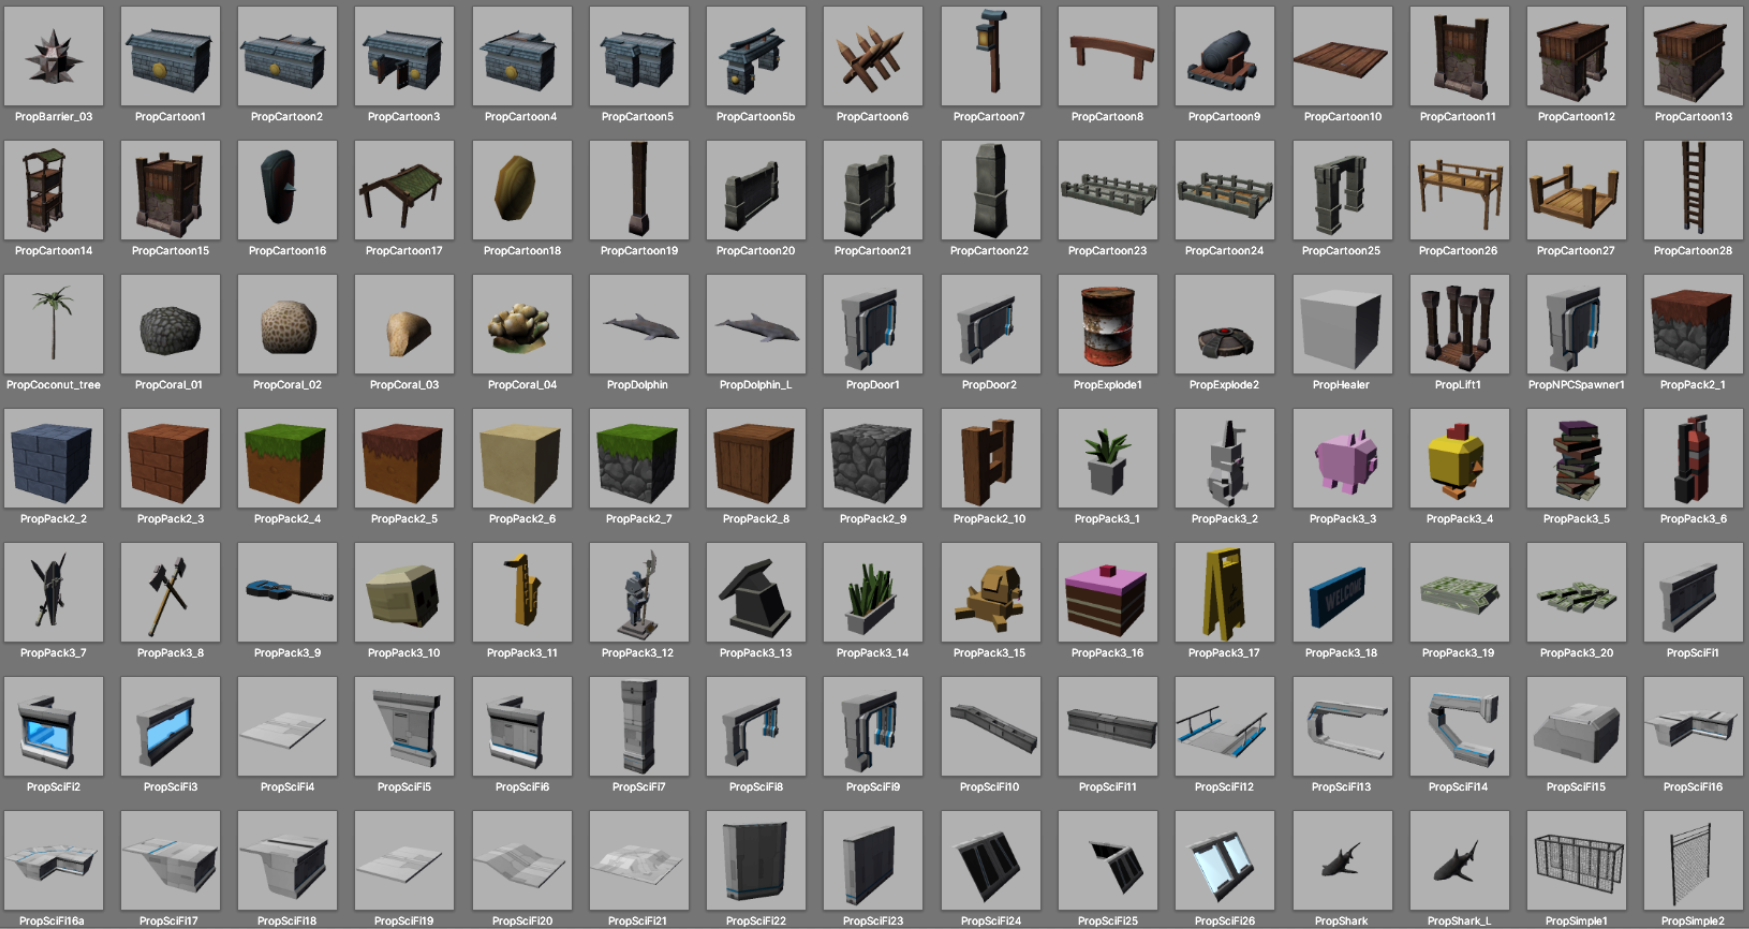 PropBarrier_03 PropCartoon1 PropCartoon2 PropCartoon3 PropCartoon4 PropCartoon5 PropCartoon5b PropCartoon6 PropCartoon7 PropCartoon8 PropCartoon9 PropCartoon10 PropCartoon11 PropCartoon12 PropCartoon13
PropCartoon14 PropCartoon15 PropCartoon16 PropCartoon17 PropCartoon18 PropCartoon19 PropCartoon20 PropCartoon21 PropCartoon22 PropCartoon23 PropCartoon24 PropCartoon25 PropCartoon26 PropCartoon27 PropCartoon28
PropCoconut_tree PropCoral_01 PropCoral_02 PropCoral_03 PropCoral_04 PropDolphin PropDolphin_L PropDoor1 PropDoor2 PropExplode1 PropExplode2 PropHealer PropLift1 PropNPCSpawner1 PropPack2_1
PropPack2_2 PropPack2_3 PropPack2_4 PropPack2_5 PropPack2_6 PropPack2_7 PropPack2_8 PropPack2_9 PropPack2_10 PropPack3_1 PropPack3_2 PropPack3_3 PropPack3_4 PropPack3_5 PropPack3_6
WELCOME
PropPack3_7 PropPack3_8 PropPack3_9 PropPack3_10 PropPack3_11 PropPack3_12 PropPack3_13 PropPack3_14 PropPack3_15 PropPack3_16 PropPack3_17 PropPack3_18 PropPack3_19 PropPack3_20 PropSciFi1
PropSciFi2 PropSciFi3 PropSciFi4 PropSciFi5 PropSciFi6 PropSciFi7 PropSciFi8 PropSciFi9 PropSciFi10 PropSciFi11 PropSciFi12 PropSciFi13 PropSciFi14 PropSciFi15 PropSciFi16
PropSciFi16a PropSciFi17 PropSciFi18 PropSciFi19 PropSciFi20 PropSciFi21 PropSciFi22 PropSciFi23 PropSciFi24 PropSciFi25 PropSciFi26 PropShark PropShark_L PropSimple1 PropSimple2